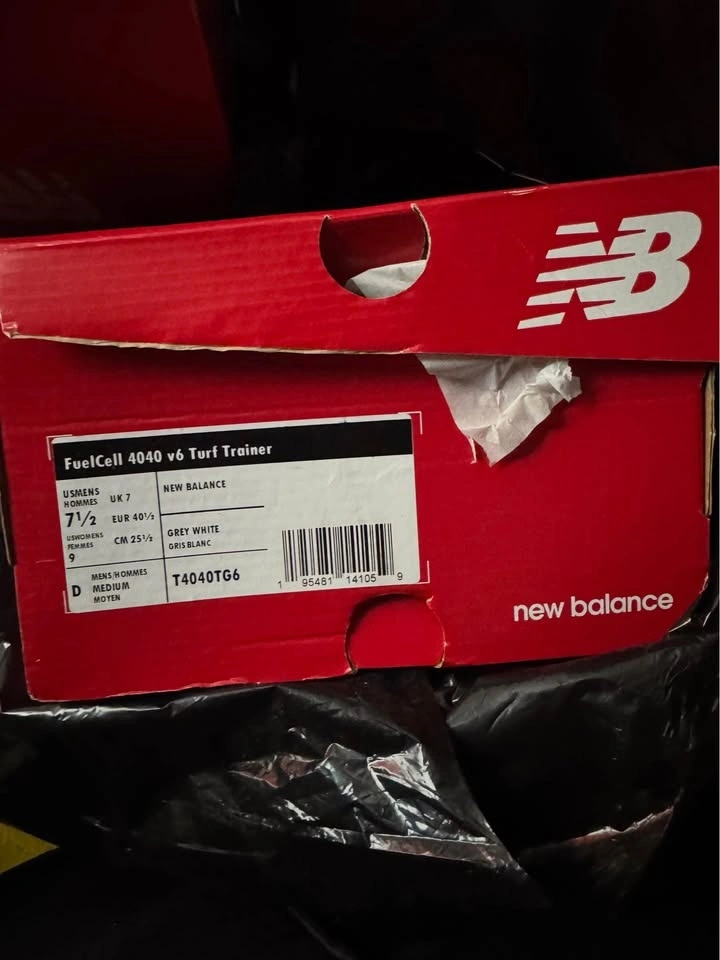 NB
FuelCell 4040 v6 Turf Trainer
USMENS
HOMMES
7½
UK 7
EUR 40½
USWOMENS
FEMMES
9
CM 25½
NEW BALANCE
GREY WHITE
GRIS BLANC
D
MENS/HOMMES
MEDIUM
MOYEN
T4040TG6
1 95481 14105 9
new balance